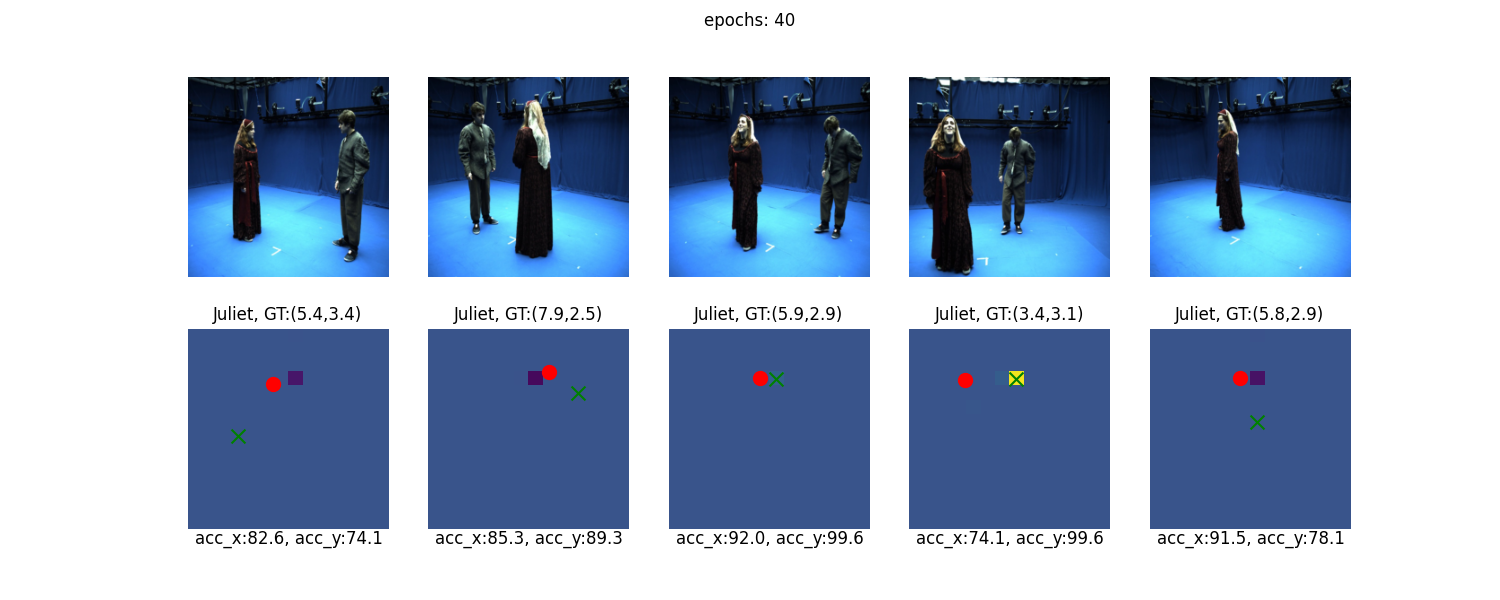 epochs: 40
Juliet, GT:(5.4,3.4)
Juliet, GT:(7.9,2.5)
Juliet, GT:(5.9,2.9)
Juliet, GT:(3.4,3.1)
Juliet, GT:(5.8,2.9)
acc_x:82.6, acc_y:74.1
acc_x:85.3, acc_y:89.3
acc_x:92.0, acc_y:99.6
acc_x:74.1, acc_y:99.6
acc_x:91.5, acc_y:78.1